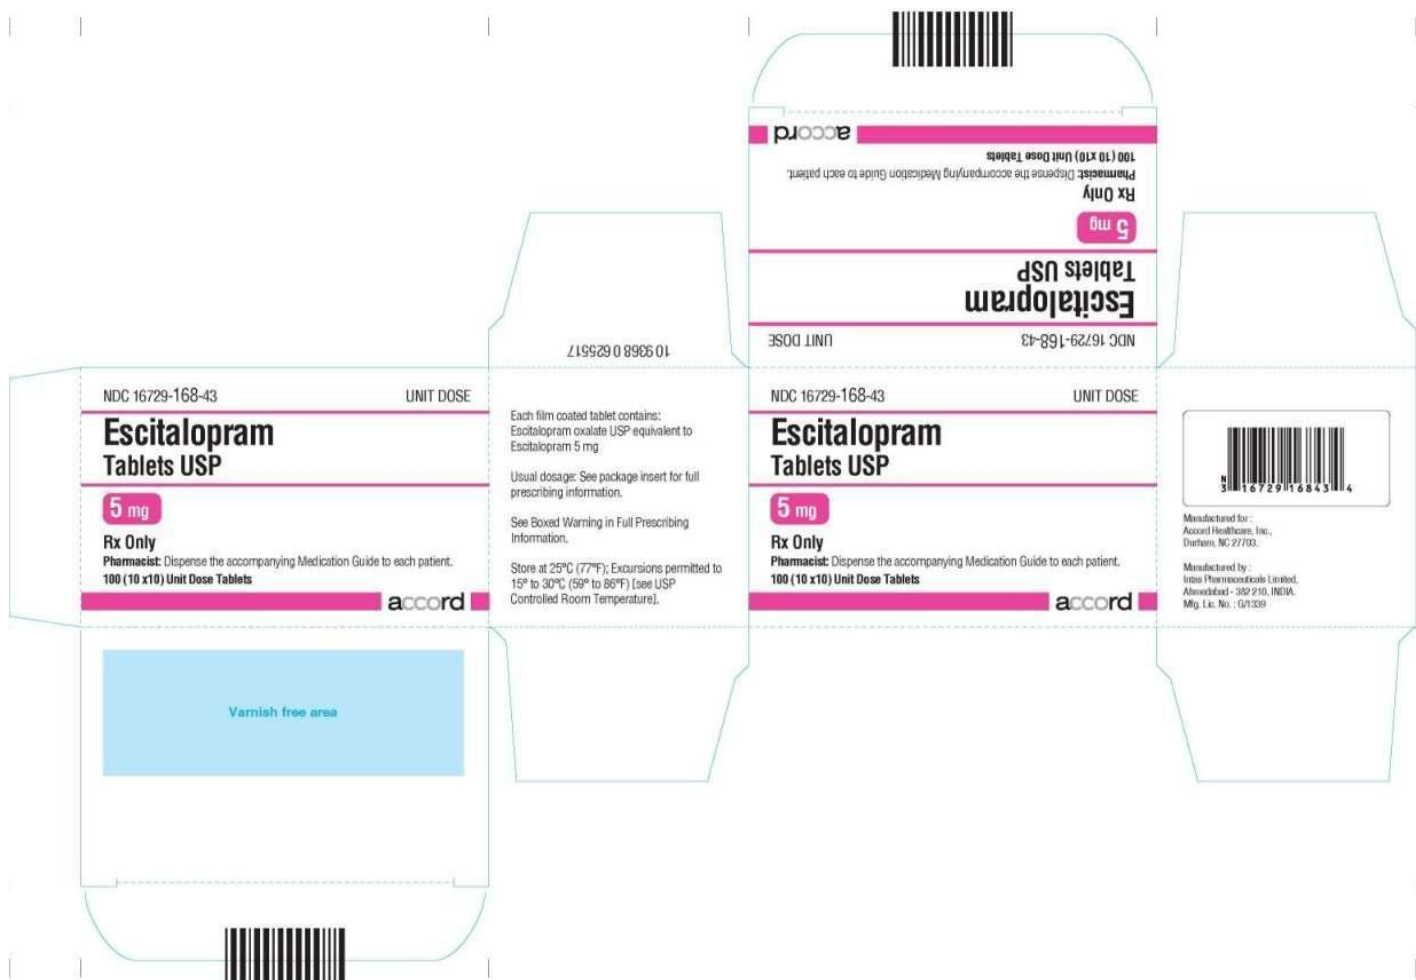 accord
100 (10 x10) Unit Dose Tablets
Pharmacist: Dispense the accompanying Medication Guide to each patient.
Rx Only
5 mg
Tablets USP
Escitalopram
NDC 16729-168-43 UNIT DOSE
10 9368 0 625517
NDC 16729-168-43 UNIT DOSE
Escitalopram
Tablets USP
5 mg
Rx Only
Pharmacist: Dispense the accompanying Medication Guide to each patient.
100 (10 x10) Unit Dose Tablets
accord
Each film coated tablet contains:
Escitalopram oxalate USP equivalent to
Escitalopram 5 mg
Usual dosage: See package insert for full
prescribing information.
See Boxed Warning in Full Prescribing
Information.
Store at 25°C (77°F); Excursions permitted to
15° to 30°C (59° to 86°F) [see USP
Controlled Room Temperature].
NDC 16729-168-43 UNIT DOSE
Escitalopram
Tablets USP
5 mg
Rx Only
Pharmacist: Dispense the accompanying Medication Guide to each patient.
100 (10 x10) Unit Dose Tablets
accord
N
3 16729 16843 4
Manufactured for :
Accord Healthcare, Inc.,
Durham, NC 27703.
Manufactured by :
Intas Pharmaceuticals Limited,
Ahmedabad - 382 210, INDIA.
Mfg. Lic. No. : G/1339
Varnish free area